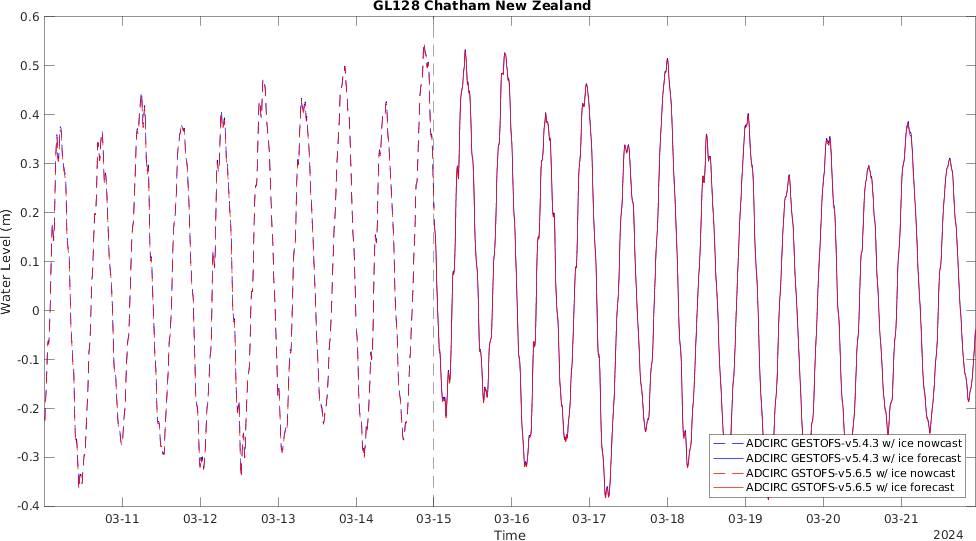 GL128 Chatham New Zealand
0.6
0.5
0.4
0.3
0.2
0.1
0
-0.1
-0.2
-0.3
-0.4
Water Level (m)
ADCIRC GESTOFS-v5.4.3 w/ ice nowcast
ADCIRC GESTOFS-v5.4.3 w/ ice forecast
ADCIRC GSTOFS-v5.6.5 w/ ice nowcast
ADCIRC GSTOFS-v5.6.5 w/ ice forecast
03-11 03-12 03-13 03-14 03-15 03-16 03-17 03-18 03-19 03-20 03-21
Time
2024